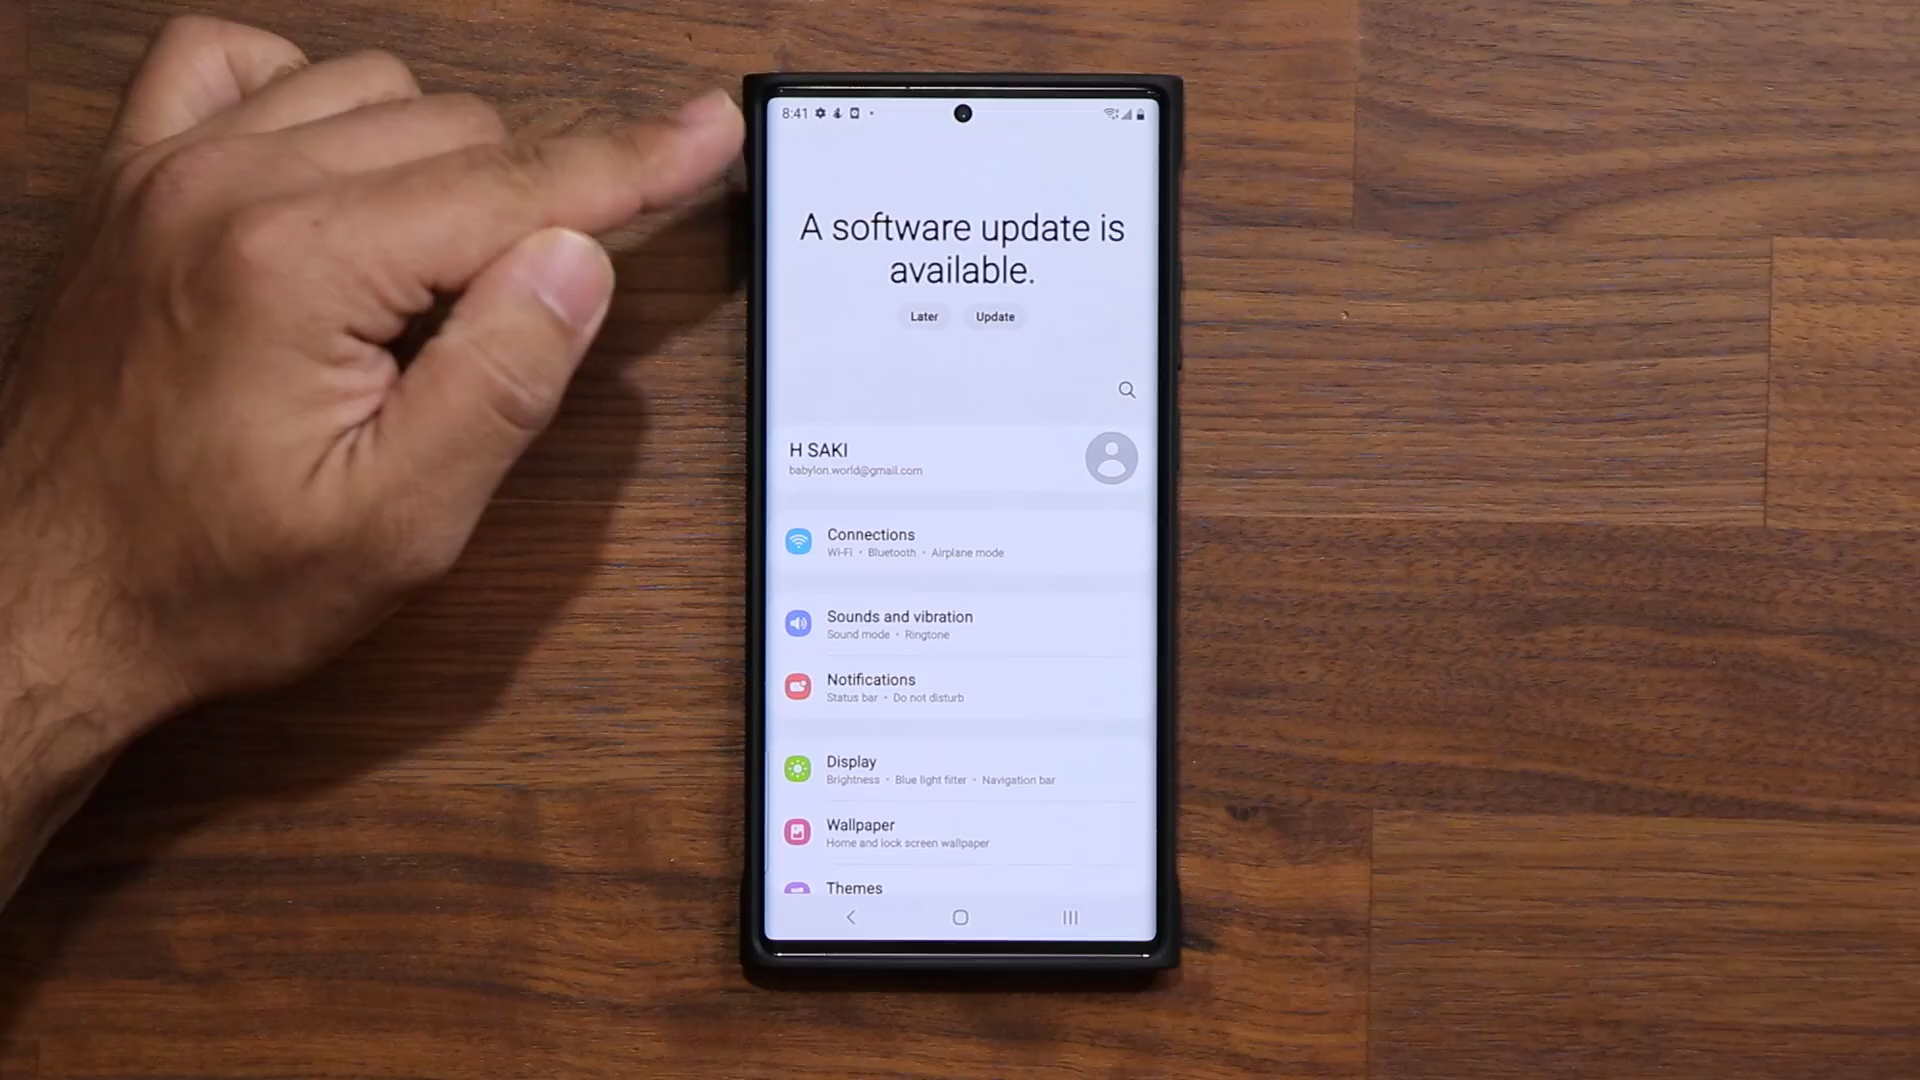 8:41
A software update is
available.
Later Update
H SAKI
babylon.world@gmail.com
Connections
Wi-Fi • Bluetooth • Airplane mode
Sounds and vibration
Sound mode • Ringtone
Notifications
Status bar • Do not disturb
Display
Brightness • Blue light filter • Navigation bar
Wallpaper
Home and lock screen wallpaper
Themes